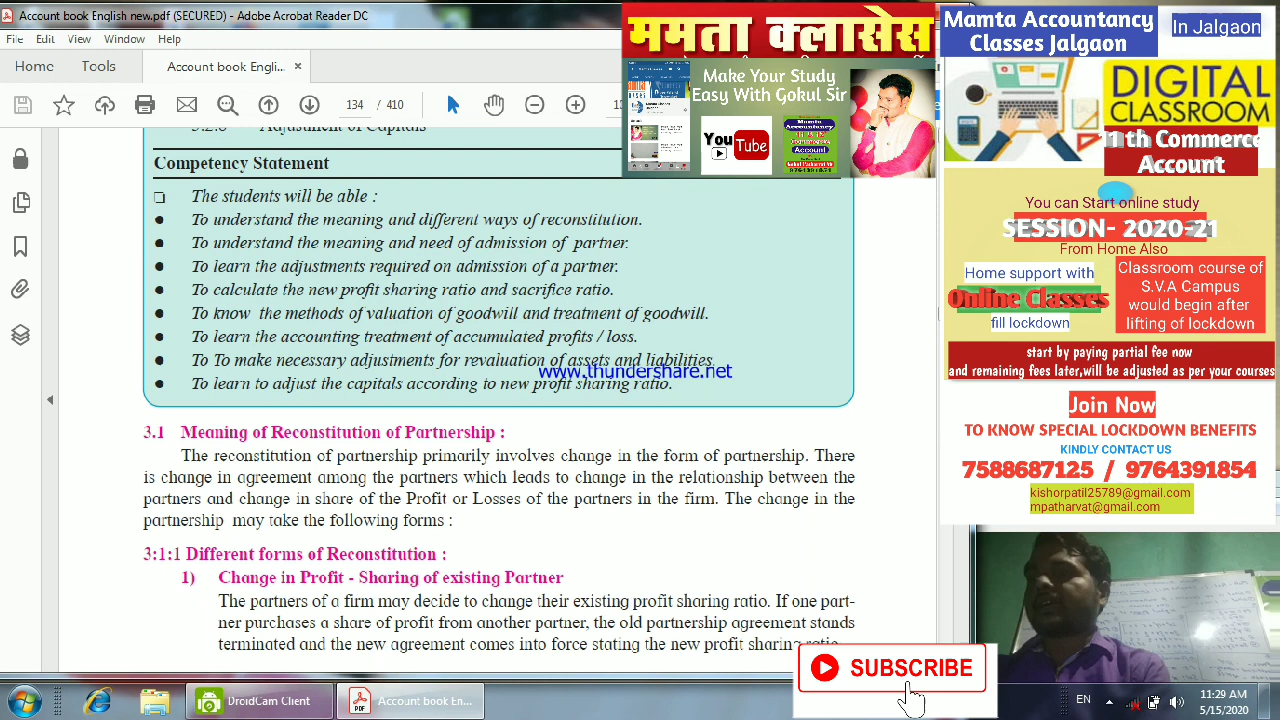 Account book English new.pdf (SECURED) - Adobe Acrobat Reader DC
File Edit View Window Help
Home Tools Account book Engli... ×
134 / 410
3.2.8 Adjustment of Capitals
Competency Statement
The students will be able :
To understand the meaning and different ways of reconstitution.
To understand the meaning and need of admission of partner.
To learn the adjustments required on admission of a partner.
To calculate the new profit sharing ratio and sacrifice ratio.
To know the methods of valuation of goodwill and treatment of goodwill.
To learn the accounting treatment of accumulated profits / loss.
To To make necessary adjustments for revaluation of assets and liabilities.
To learn to adjust the capitals according to new profit sharing ratio.
www.thundershare.net
3.1 Meaning of Reconstitution of Partnership :
The reconstitution of partnership primarily involves change in the form of partnership. There
is change in agreement among the partners which leads to change in the relationship between the
partners and change in share of the Profit or Losses of the partners in the firm. The change in the
partnership may take the following forms :
3:1:1 Different forms of Reconstitution :
1) Change in Profit - Sharing of existing Partner
The partners of a firm may decide to change their existing profit sharing ratio. If one part-
ner purchases a share of profit from another partner, the old partnership agreement stands
terminated and the new agreement comes into force stating the new profit sharing ratio.
ममता क्लासेस
Make Your Study
Easy With Gokul Sir
You Tube
YouTube
Mamta
Accountancy
Account
Mamta Accountancy
Classes Jalgaon
In Jalgaon
DIGITAL
CLASSROOM
1 th Commerce
Account
You can Start online study
SESSION- 2020-21
From Home Also
Home support with
Online Classes
fill lockdown
Classroom course of
S.V.A Campus
would begin after
lifting of lockdown
start by paying partial fee now
and remaining fees later,will be adjusted as per your courses
Join Now
TO KNOW SPECIAL LOCKDOWN BENEFITS
KINDLY CONTACT US
7588687125 / 9764391854
kishorpatil25789@gmail.com
mpatharvat@gmail.com
SUBSCRIBE
DroidCam Client
Account book En...
EN
11:29 AM
5/15/2020